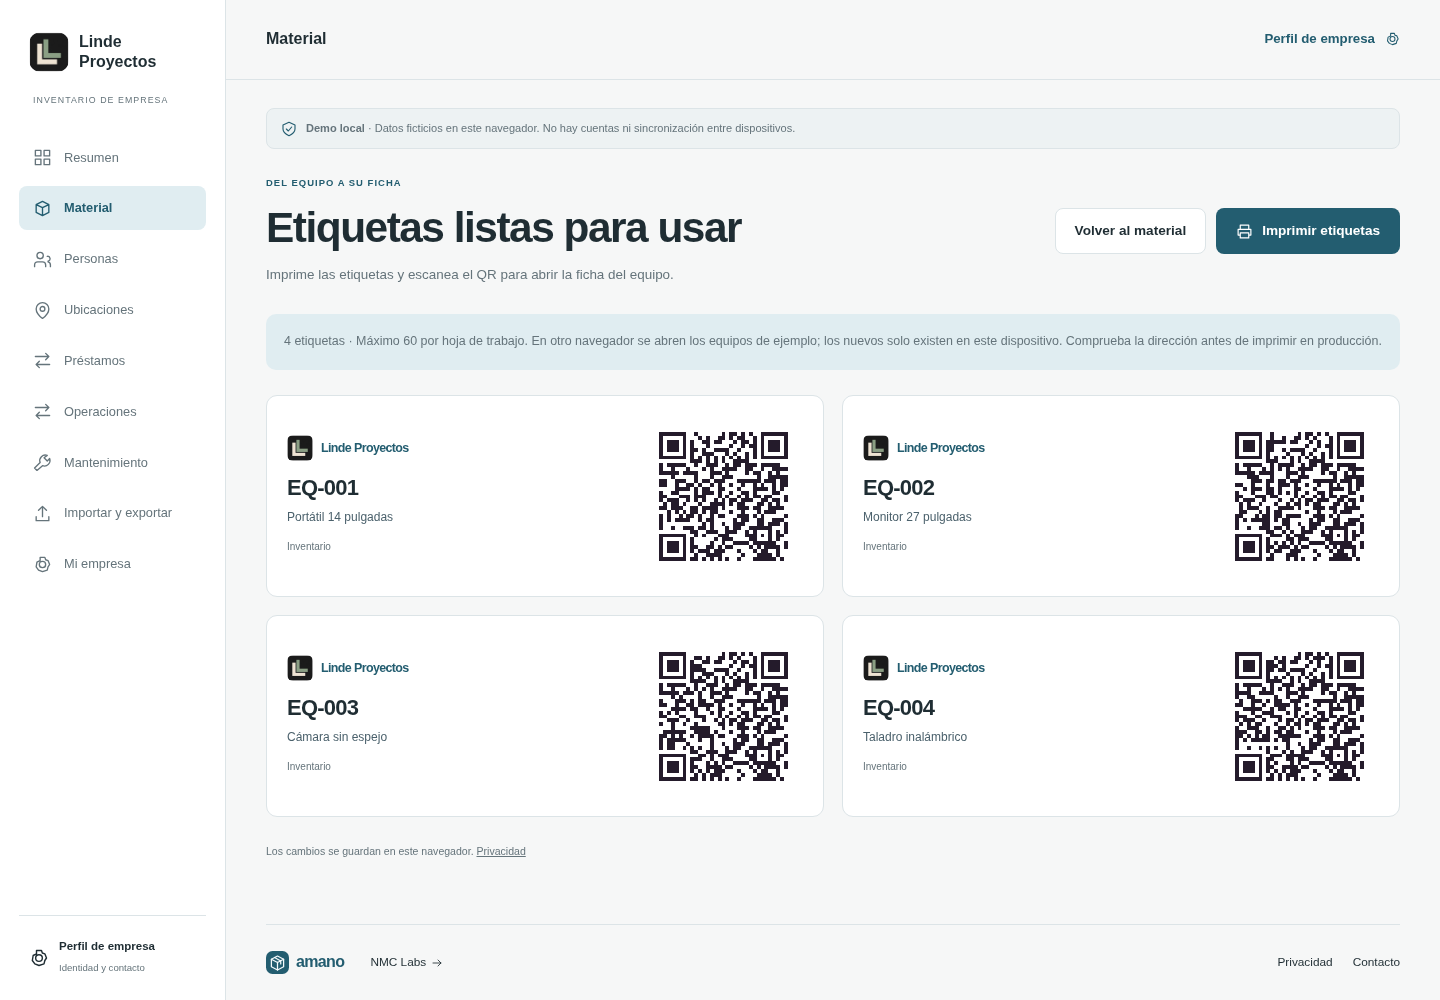 Linde
Proyectos
INVENTARIO DE EMPRESA
Resumen
Material
Personas
Ubicaciones
Préstamos
Operaciones
Mantenimiento
Importar y exportar
Mi empresa
Perfil de empresa
Identidad y contacto
Material
Perfil de empresa
Demo local · Datos ficticios en este navegador. No hay cuentas ni sincronización entre dispositivos.
DEL EQUIPO A SU FICHA
Etiquetas listas para usar
Volver al material
Imprimir etiquetas
Imprime las etiquetas y escanea el QR para abrir la ficha del equipo.
4 etiquetas · Máximo 60 por hoja de trabajo. En otro navegador se abren los equipos de ejemplo; los nuevos solo existen en este dispositivo. Comprueba la dirección antes de imprimir en producción.
Linde Proyectos
EQ-001
Portátil 14 pulgadas
Inventario
Linde Proyectos
EQ-002
Monitor 27 pulgadas
Inventario
Linde Proyectos
EQ-003
Cámara sin espejo
Inventario
Linde Proyectos
EQ-004
Taladro inalámbrico
Inventario
Los cambios se guardan en este navegador. Privacidad
amano
NMC Labs →
Privacidad
Contacto